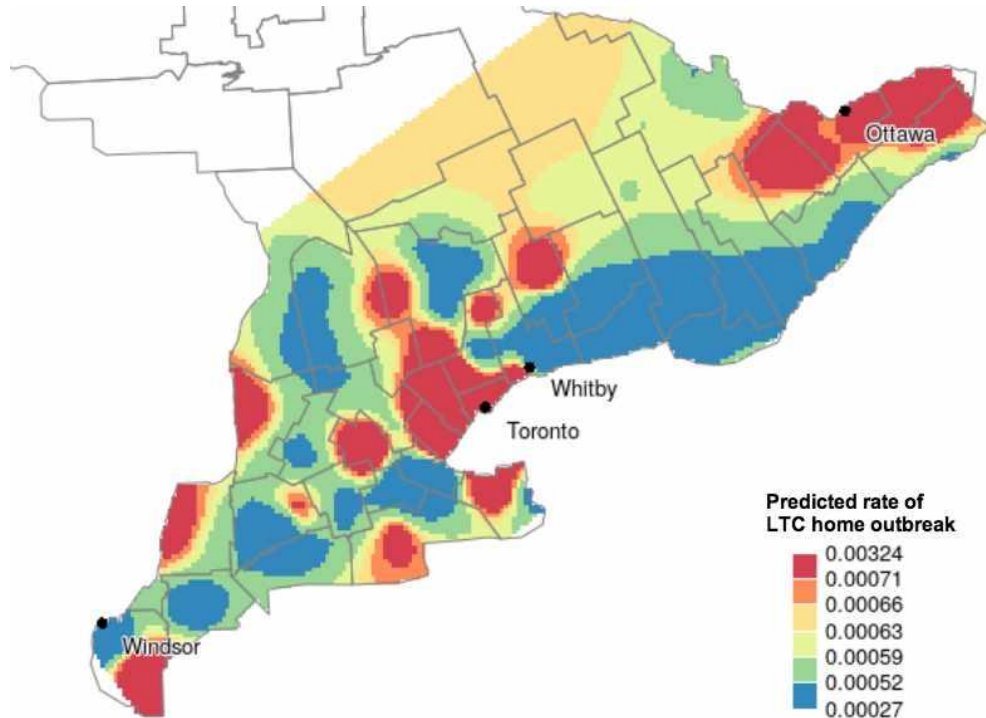 Ottawa
Whitby
Toronto
Windsor
Predicted rate of
LTC home outbreak
0.00324
0.00071
0.00066
0.00063
0.00059
0.00052
0.00027